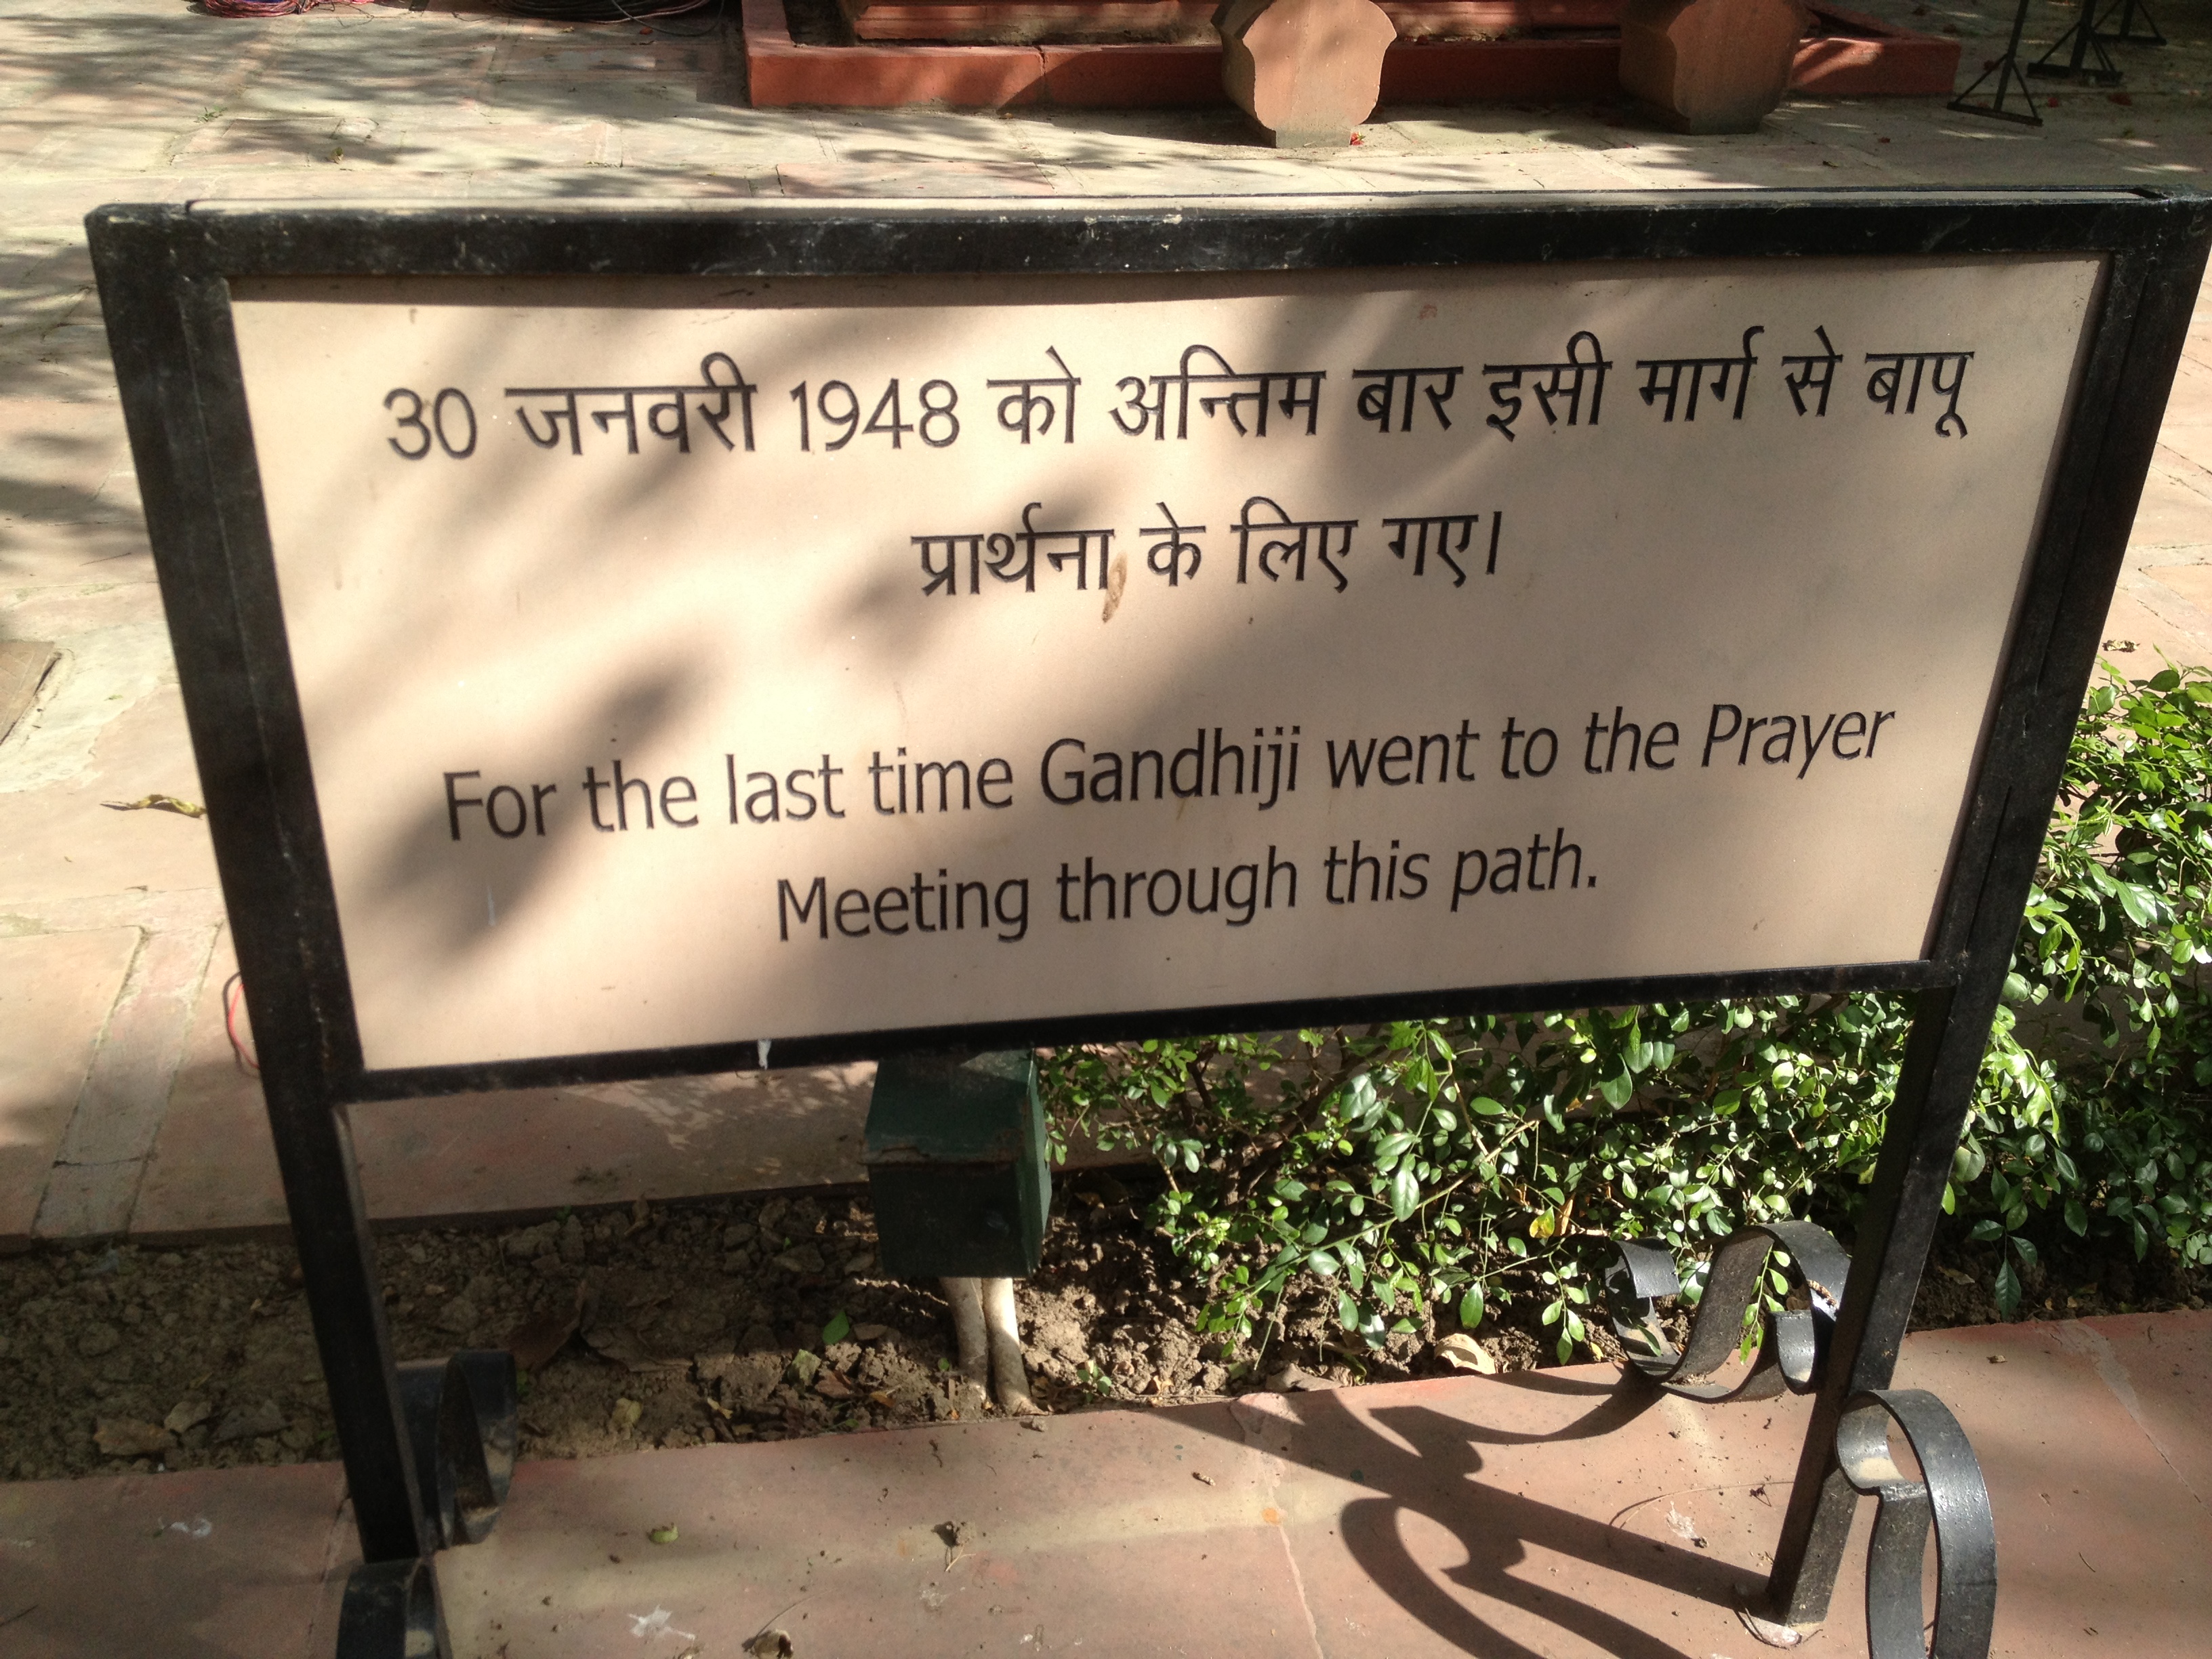 30 जनवरी 1948 को अन्तिम बार इसी मार्ग से बापू
प्रार्थना के लिए गए।
For the last time Gandhiji went to the Prayer
Meeting through this path.